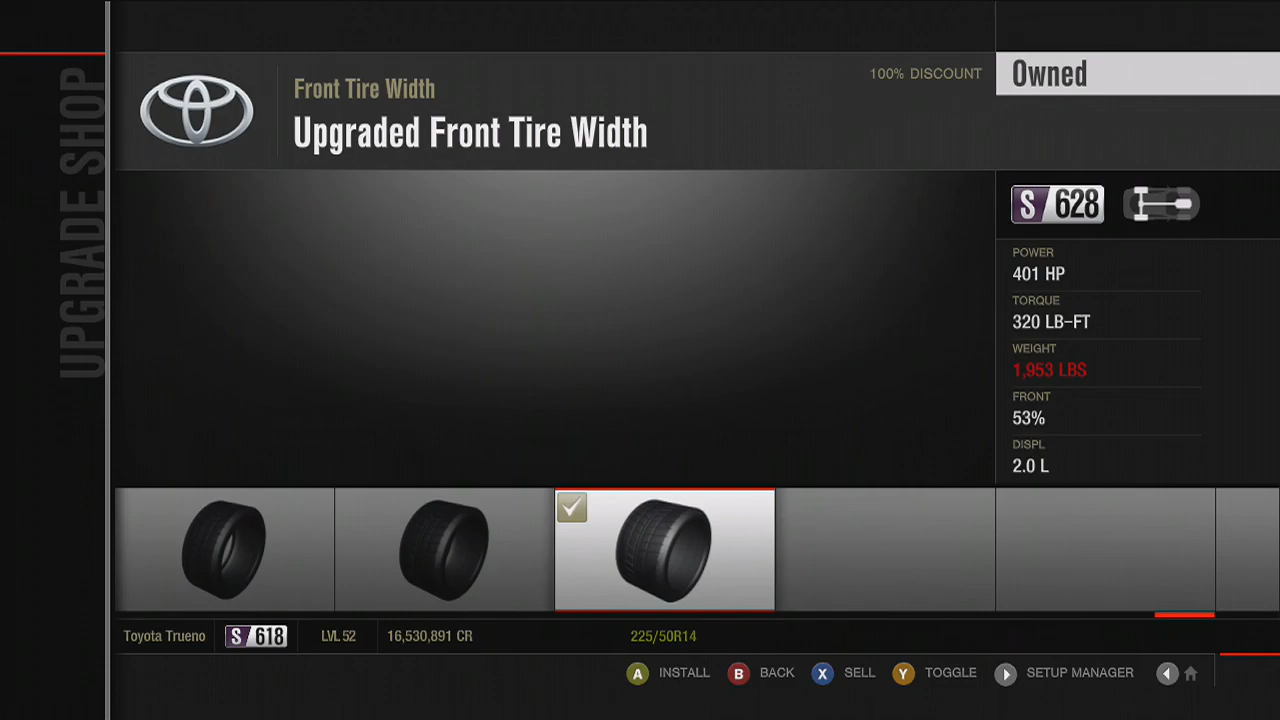 UPGRADE SHOP
Front Tire Width
Upgraded Front Tire Width
100% DISCOUNT
Owned
S 628
POWER
401 HP
TORQUE
320 LB-FT
WEIGHT
1,953 LBS
FRONT
53%
DISPL
2.0 L
Toyota Trueno S 618 LVL 52 16,530,891 CR 225/50R14
A INSTALL B BACK X SELL Y TOGGLE SETUP MANAGER